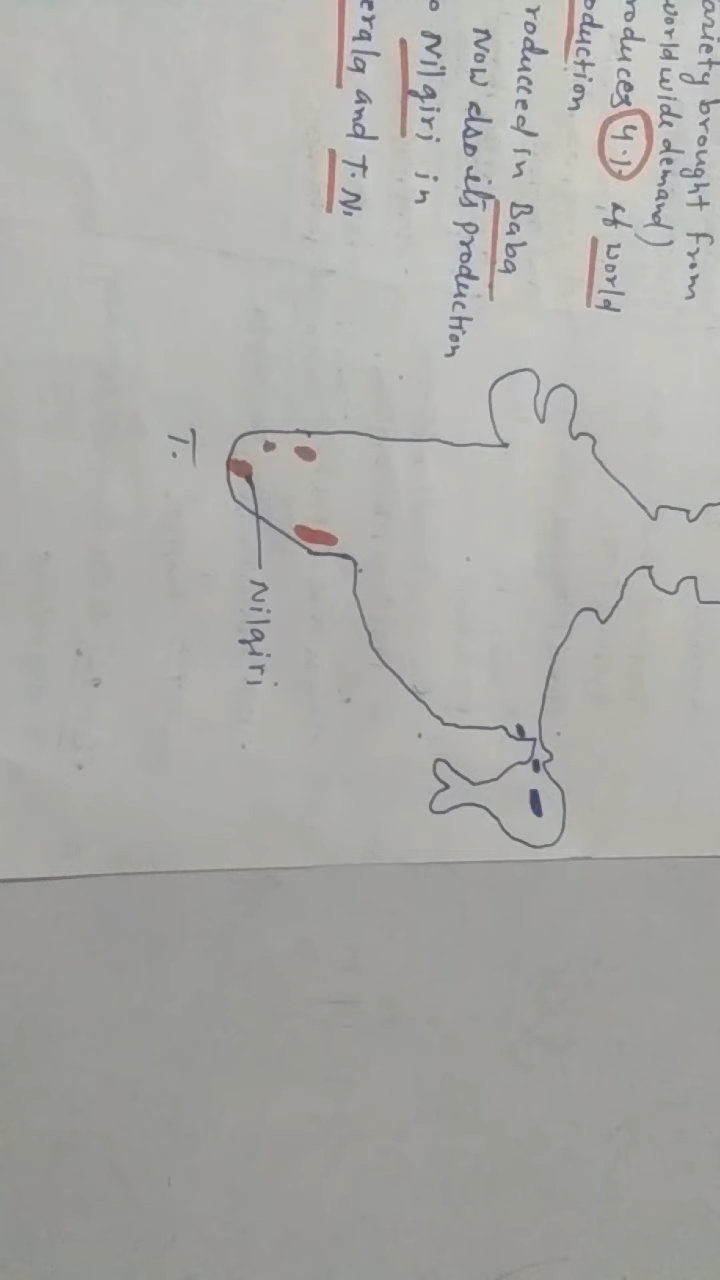 ariety brought from
world wide demand)
roduces 4.1. of world
oduction
roducced in Baba
Now also its production
o Nilgiri in
erala and T.N.
Nilgiri
T.